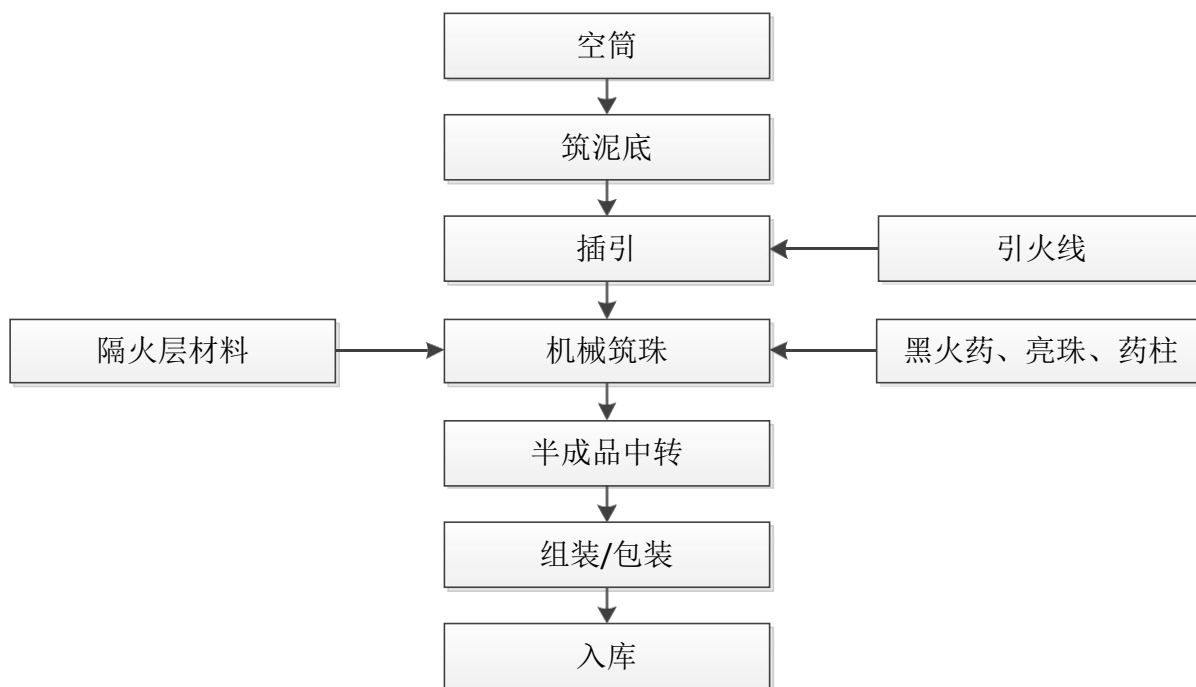 空筒
筑泥底
插引
引火线
隔火层材料
机械筑珠
黑火药、亮珠、药柱
半成品中转
组装/包装
入库